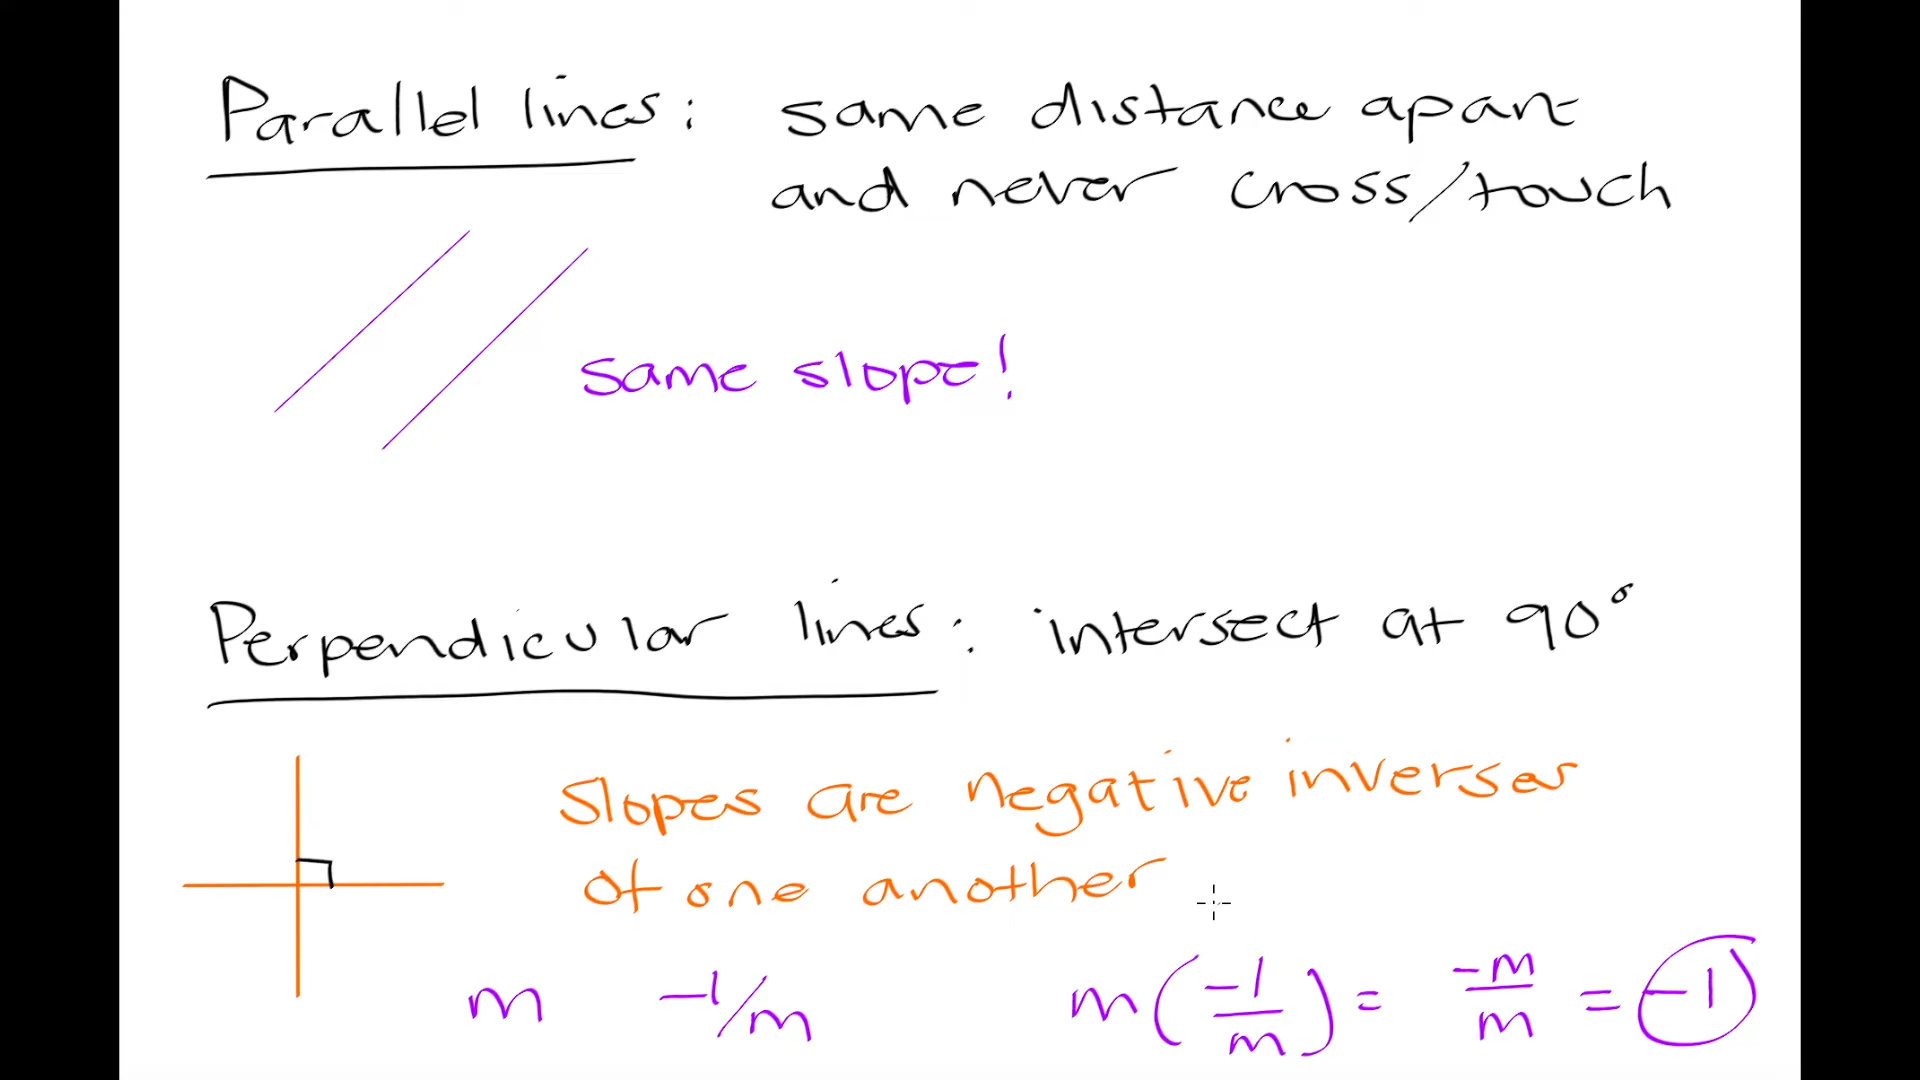 Parallel lines: same distance apart
and never cross/touch
same slope!
Perpendicular lines: intersect at 90°
slopes are negative inverses
of one another
m -1/m m(-1/m) = -m/m = -1